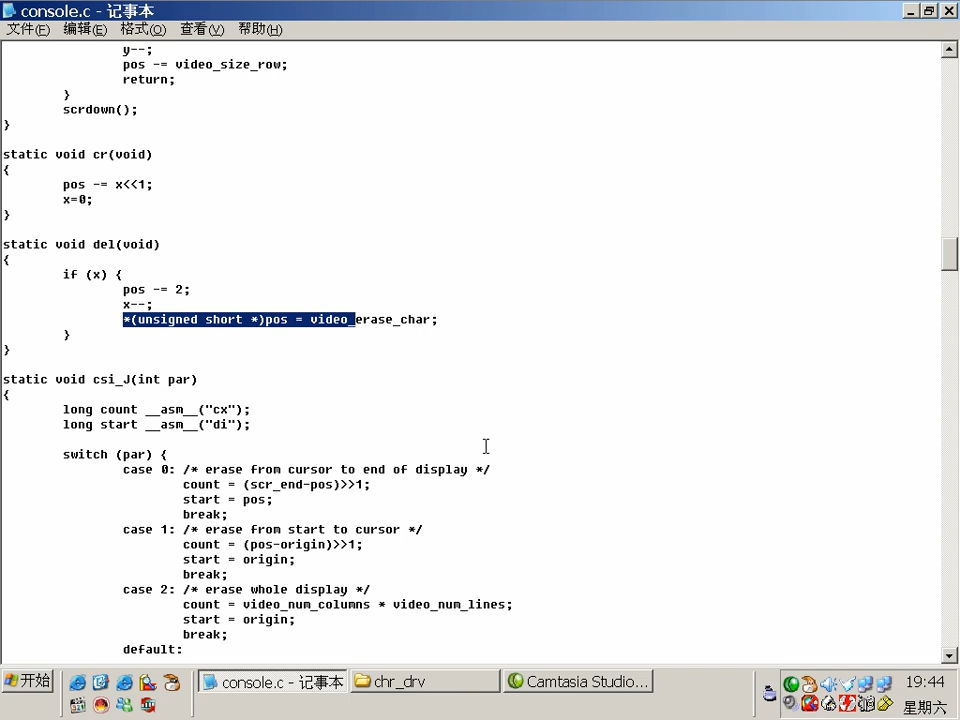 console.c - 记事本
文件(F) 编辑(E) 格式(O) 查看(V) 帮助(H)
y--;
pos -= video_size_row;
return;
}
scrdown();
}
static void cr(void)
{
pos -= x<<1;
x=0;
}
static void del(void)
{
if (x) {
pos -= 2;
x--;
*(unsigned short *)pos = video_erase_char;
}
}
static void csi_J(int par)
{
long count __asm__("cx");
long start __asm__("di");
switch (par) {
case 0: /* erase from cursor to end of display */
count = (scr_end-pos)>>1;
start = pos;
break;
case 1: /* erase from start to cursor */
count = (pos-origin)>>1;
start = origin;
break;
case 2: /* erase whole display */
count = video_num_columns * video_num_lines;
start = origin;
break;
default:
开始 console.c - 记事本 chr_drv Camtasia Studio... 19:44
星期六